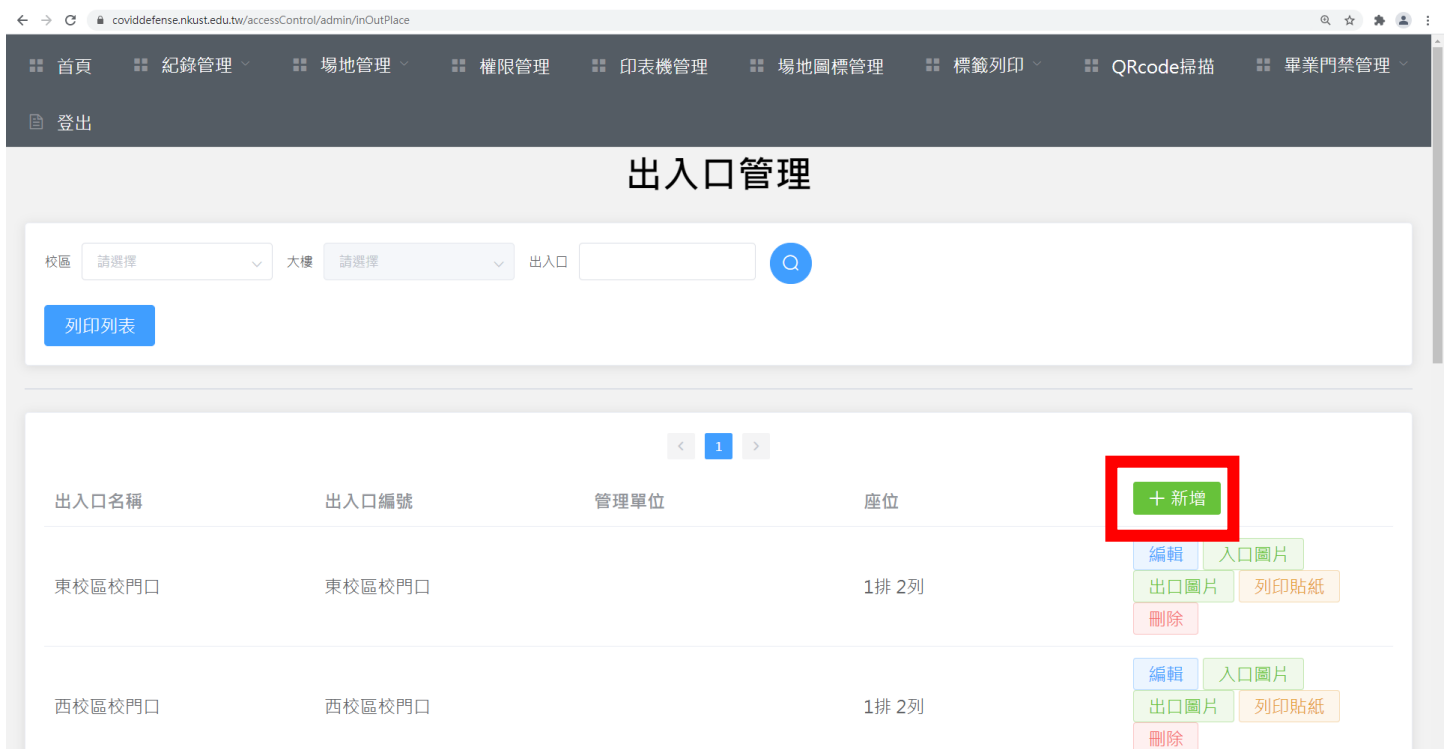 coviddefense.nkust.edu.tw/accessControl/admin/inOutPlace
首頁 紀錄管理 場地管理 權限管理 印表機管理 場地圖標管理 標籤列印 QRcode掃描 畢業門禁管理
登出
出入口管理
校區 請選擇 大樓 請選擇 出入口
列印列表
1
出入口名稱 出入口編號 管理單位 座位 新增
編輯 入口圖片
東校區校門口 東校區校門口 1排 2列 出口圖片 列印貼紙
刪除
編輯 入口圖片
西校區校門口 西校區校門口 1排 2列 出口圖片 列印貼紙
刪除